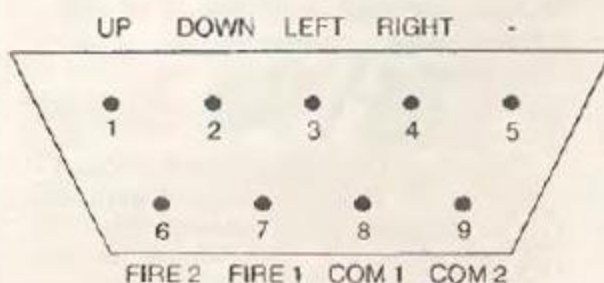 UP DOWN LEFT RIGHT -
1 2 3 4 5
6 7 8 9
FIRE 2 FIRE 1 COM 1 COM 2